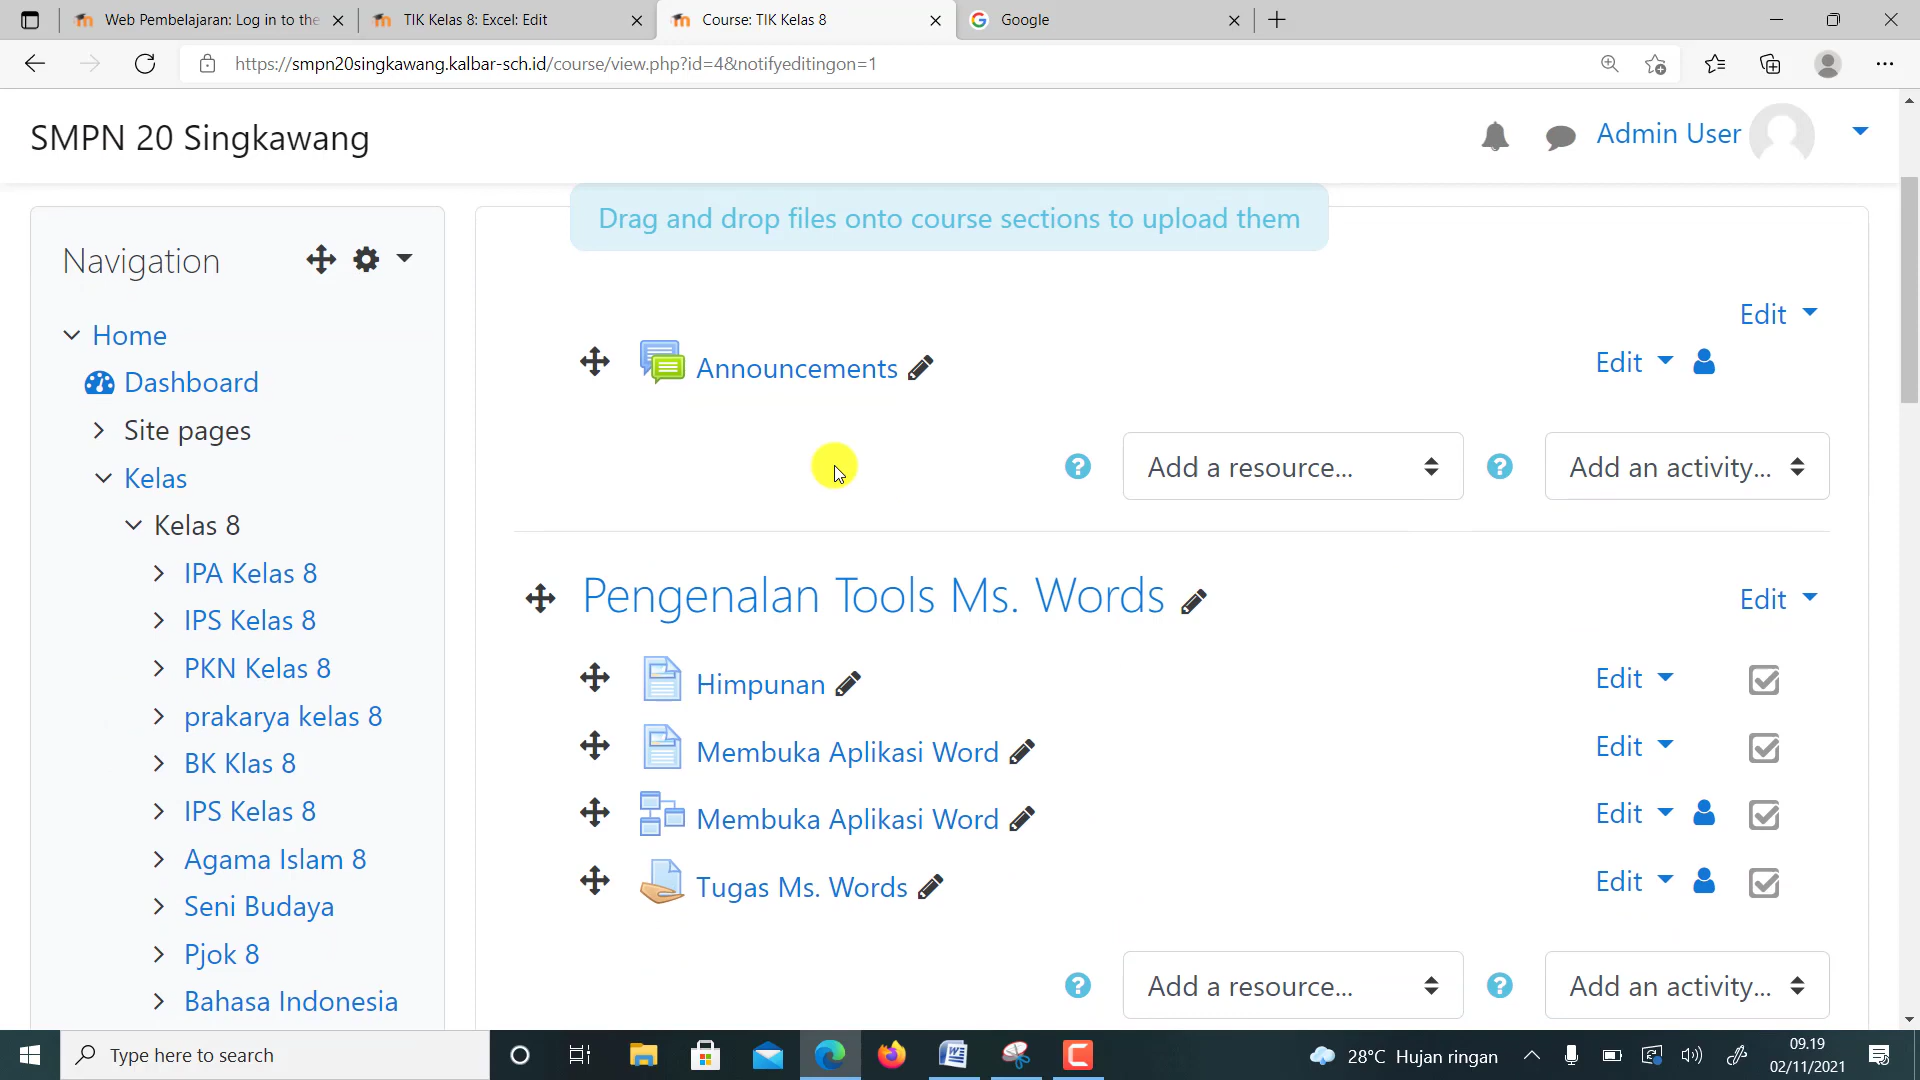 Web Pembelajaran: Log in to the
TIK Kelas 8: Excel: Edit
Course: TIK Kelas 8
Google
https://smpn20singkawang.kalbar-sch.id/course/view.php?id=4&notifyeditingon=1
SMPN 20 Singkawang
Admin User
Drag and drop files onto course sections to upload them
Navigation
Home
Dashboard
Site pages
Kelas
Kelas 8
IPA Kelas 8
IPS Kelas 8
PKN Kelas 8
prakarya kelas 8
BK Klas 8
IPS Kelas 8
Agama Islam 8
Seni Budaya
Pjok 8
Bahasa Indonesia
Edit
Announcements
Edit
? Add a resource...
? Add an activity...
Pengenalan Tools Ms. Words
Edit
Himpunan
Edit
Membuka Aplikasi Word
Edit
Membuka Aplikasi Word
Edit
Tugas Ms. Words
Edit
? Add a resource...
? Add an activity...
Type here to search
28°C Hujan ringan
09.19
02/11/2021